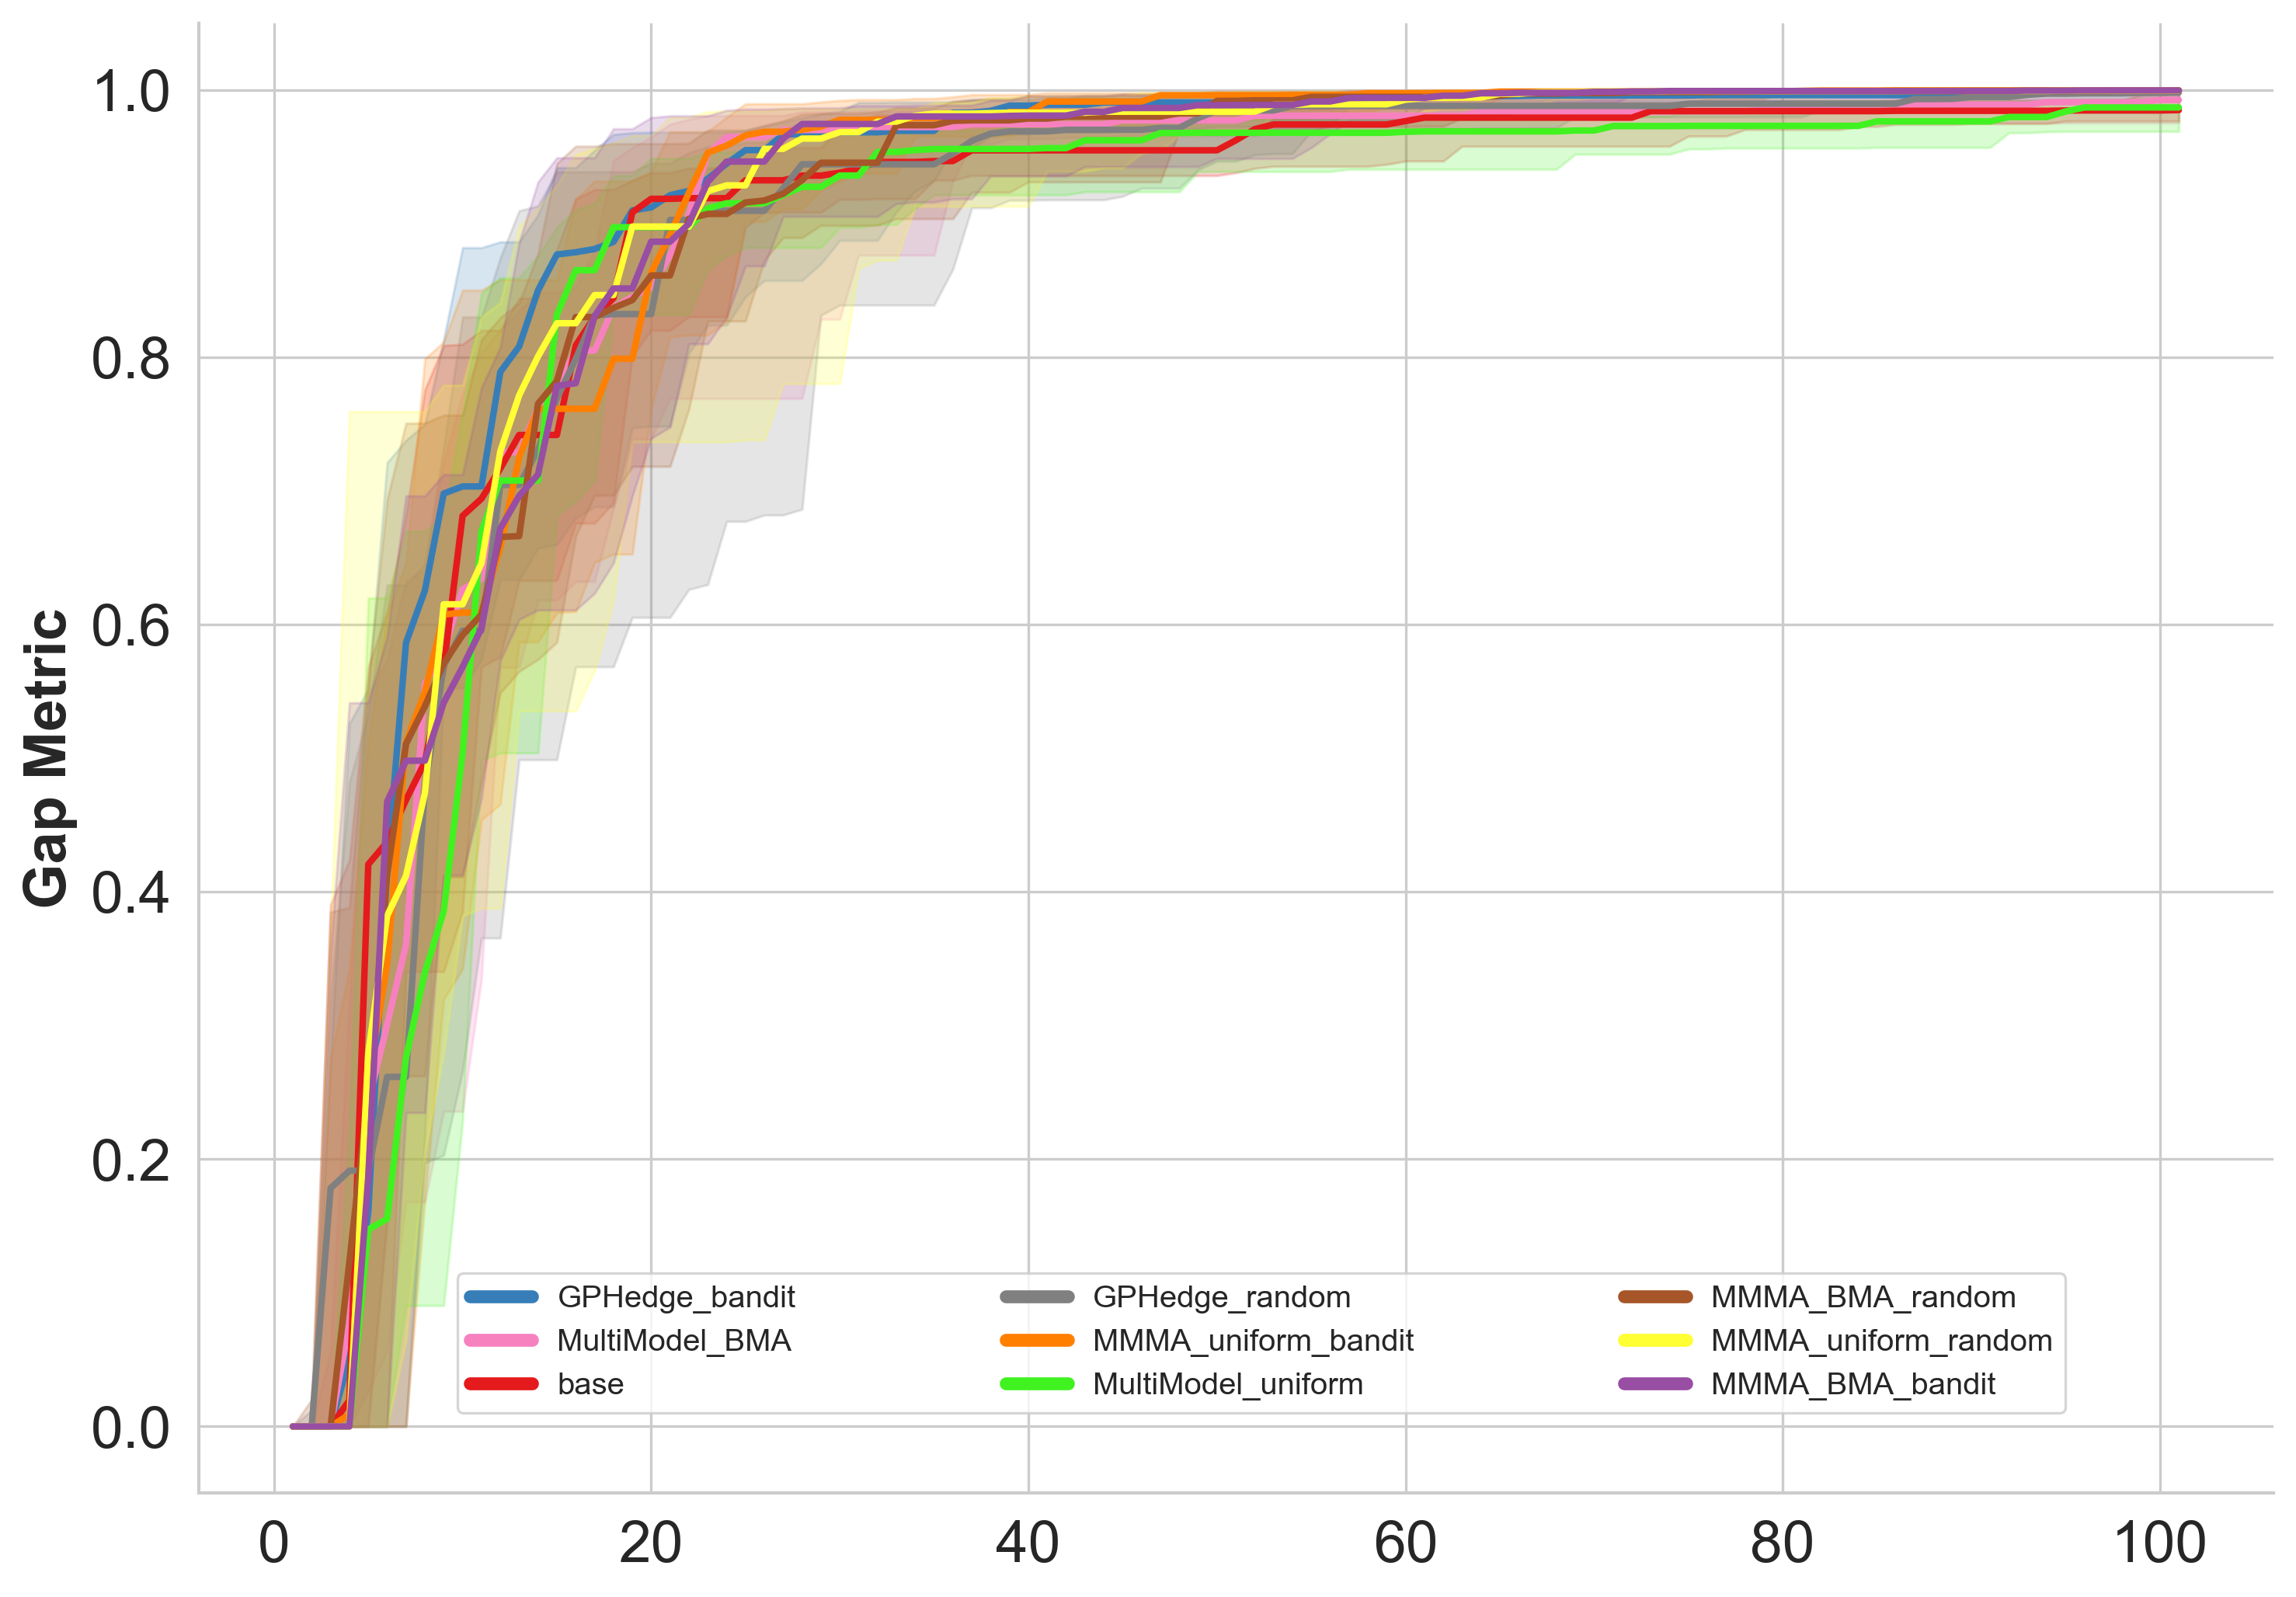 Gap Metric
1.0
0.8
0.6
0.4
0.2
0.0
0 20 40 60 80 100
GPHedge_bandit
MultiModel_BMA
base
GPHedge_random
MMMA_uniform_bandit
MultiModel_uniform
MMMA_BMA_random
MMMA_uniform_random
MMMA_BMA_bandit